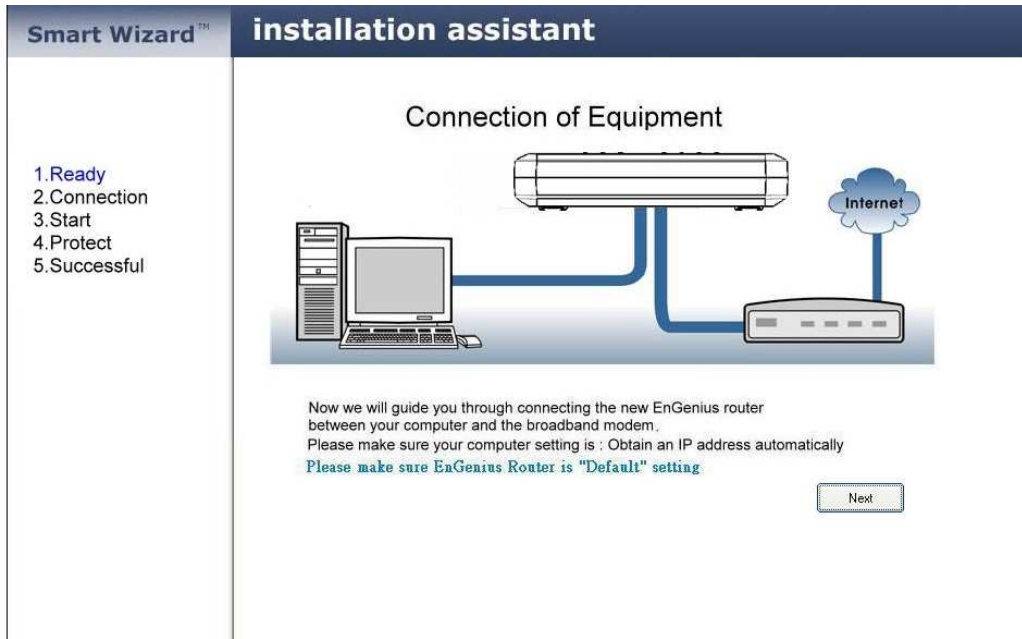 Smart Wizard™
installation assistant
1.Ready
2.Connection
3.Start
4.Protect
5.Successful
Connection of Equipment
Internet
Now we will guide you through connecting the new EnGenius router
between your computer and the broadband modem.
Please make sure your computer setting is : Obtain an IP address automatically
Please make sure EnGenius Router is "Default" setting
Next